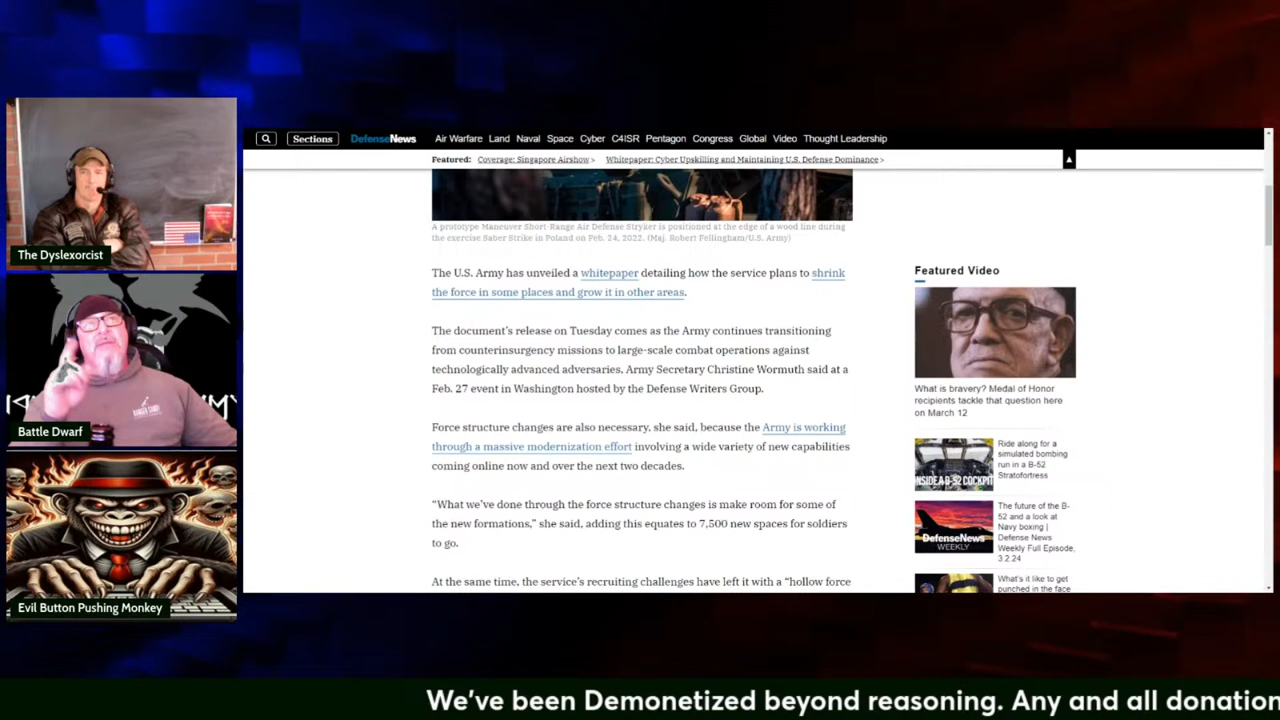 The Dyslexorcist
Battle Dwarf
Evil Button Pushing Monkey
Sections
DefenseNews
Air Warfare Land Naval Space Cyber C4ISR Pentagon Congress Global Video Thought Leadership
Featured: Coverage: Singapore Airshow > Whitepaper: Cyber Upskilling and Maintaining U.S. Defense Dominance >
A prototype Maneuver Short-Range Air Defense Stryker is positioned at the edge of a wood line during
the exercise Saber Strike in Poland on Feb. 24, 2022. (Maj. Robert Fellingham/U.S. Army)
The U.S. Army has unveiled a whitepaper detailing how the service plans to shrink
the force in some places and grow it in other areas.
The document's release on Tuesday comes as the Army continues transitioning
from counterinsurgency missions to large-scale combat operations against
technologically advanced adversaries, Army Secretary Christine Wormuth said at a
Feb. 27 event in Washington hosted by the Defense Writers Group.
Force structure changes are also necessary, she said, because the Army is working
through a massive modernization effort involving a wide variety of new capabilities
coming online now and over the next two decades.
“What we've done through the force structure changes is make room for some of
the new formations,” she said, adding this equates to 7,500 new spaces for soldiers
to go.
At the same time, the service's recruiting challenges have left it with a “hollow force
Featured Video
What is bravery? Medal of Honor
recipients tackle that question here
on March 12
INSIDE A B-52 COCKPIT
Ride along for a
simulated bombing
run in a B-52
Stratofortress
DefenseNews
WEEKLY
The future of the B-
52 and a look at
Navy boxing |
Defense News
Weekly Full Episode,
3.2.24
What's it like to get
punched in the face
We've been Demonetized beyond reasoning. Any and all donation